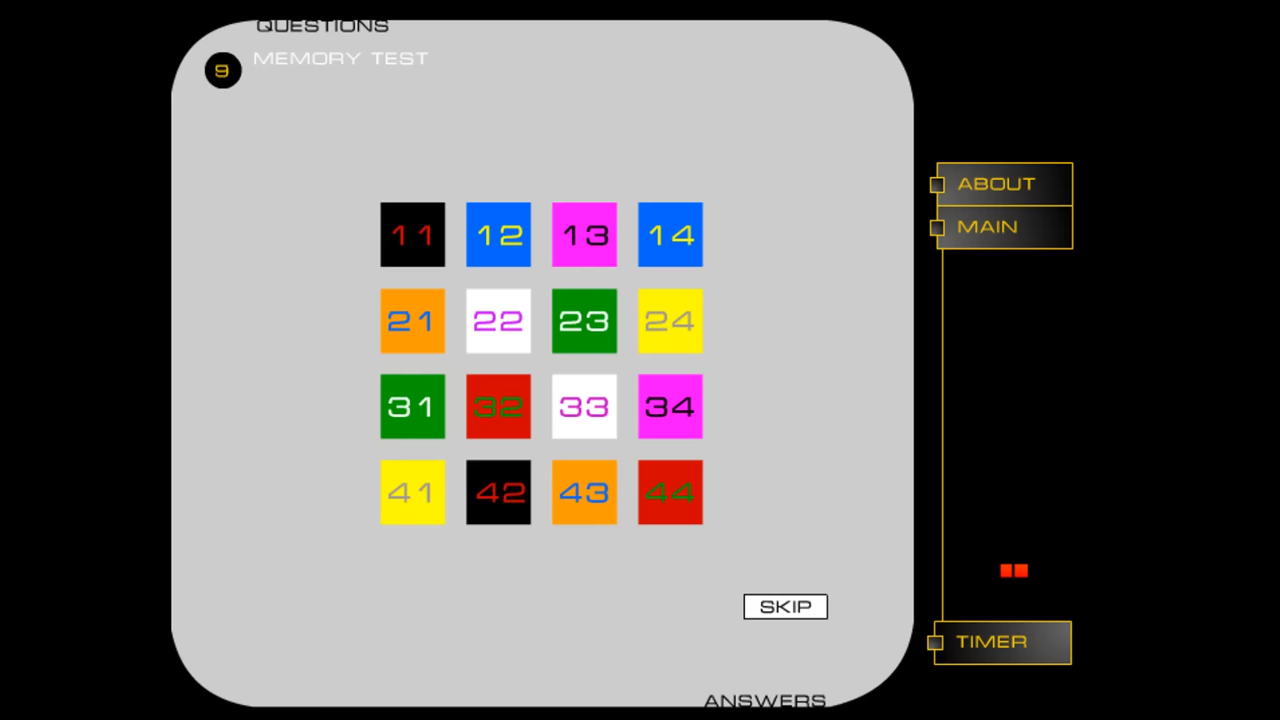 QUESTIONS
9 MEMORY TEST
11 12 13 14
21 22 23 24
31 32 33 34
41 42 43 44
SKIP
ANSWERS
ABOUT
MAIN
TIMER